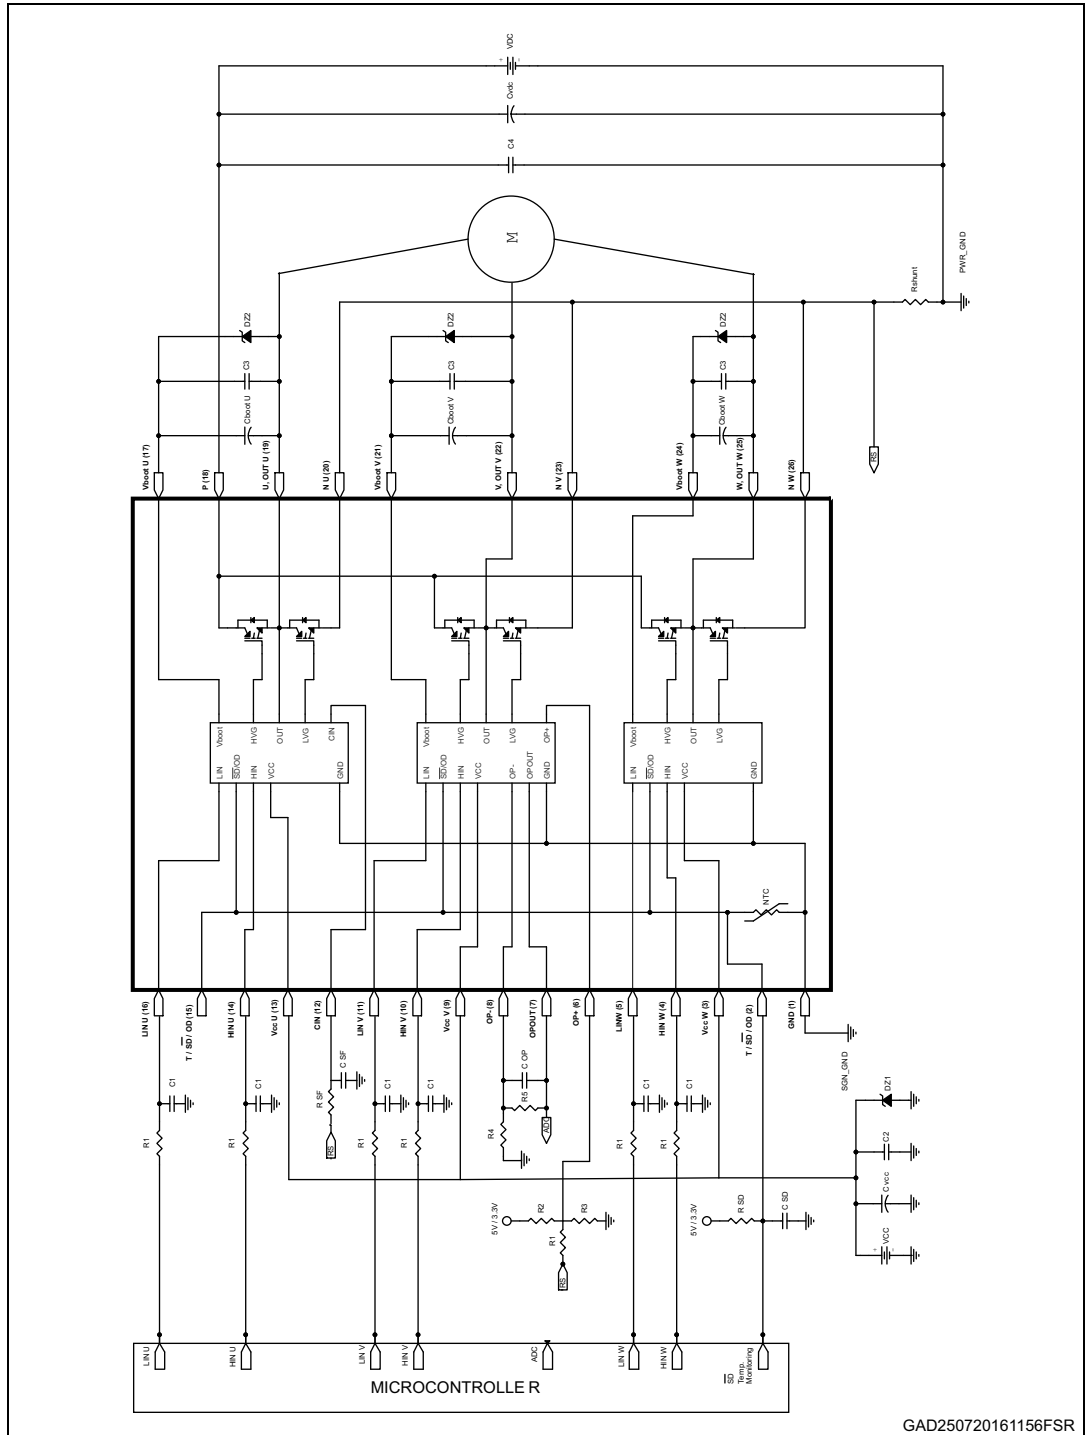 VDC
+
-
Cvdc
C4
M
Rshunt
PWR_GND
DZ2
DZ2
DZ2
C3
C3
C3
Cboot U
Cboot V
Cboot W
RS
Vboot U (17)
P (18)
U, OUT U (19)
N U (20)
Vboot V (21)
V, OUT V (22)
N V (23)
Vboot W (24)
W, OUT W (25)
N W (26)
Vboot
HVG
OUT
LVG
CIN
LIN
SD/OD
HIN
VCC
GND
Vboot
HVG
OUT
LVG
OP+
LIN
SD/OD
HIN
VCC
OP-
OPOUT
GND
Vboot
HVG
OUT
LVG
LIN
SD/OD
HIN
VCC
GND
NTC
LIN U (16)
T / SD / OD (15)
HIN U (14)
Vcc U (13)
CIN (12)
LIN V (11)
HIN V (10)
Vcc V (9)
OP- (8)
OPOUT (7)
OP+ (6)
LINW (5)
HIN W (4)
Vcc W (3)
T / SD / OD (2)
GND (1)
SGN_GND
C1
C1
C SF
R SF
RS
C1
C1
C OP
R5
ADC
R4
C1
C1
DZ1
C2
C vcc
VCC
+
-
R1
R1
R1
R1
R1
R1
5V / 3.3V
R2
R3
R1
RS
5V / 3.3V
R SD
C SD
LIN U
HIN U
LIN V
HIN V
ADC
LIN W
HIN W
SD
Temp.
Monitoring
MICROCONTROLLE R
GAD250720161156FSR